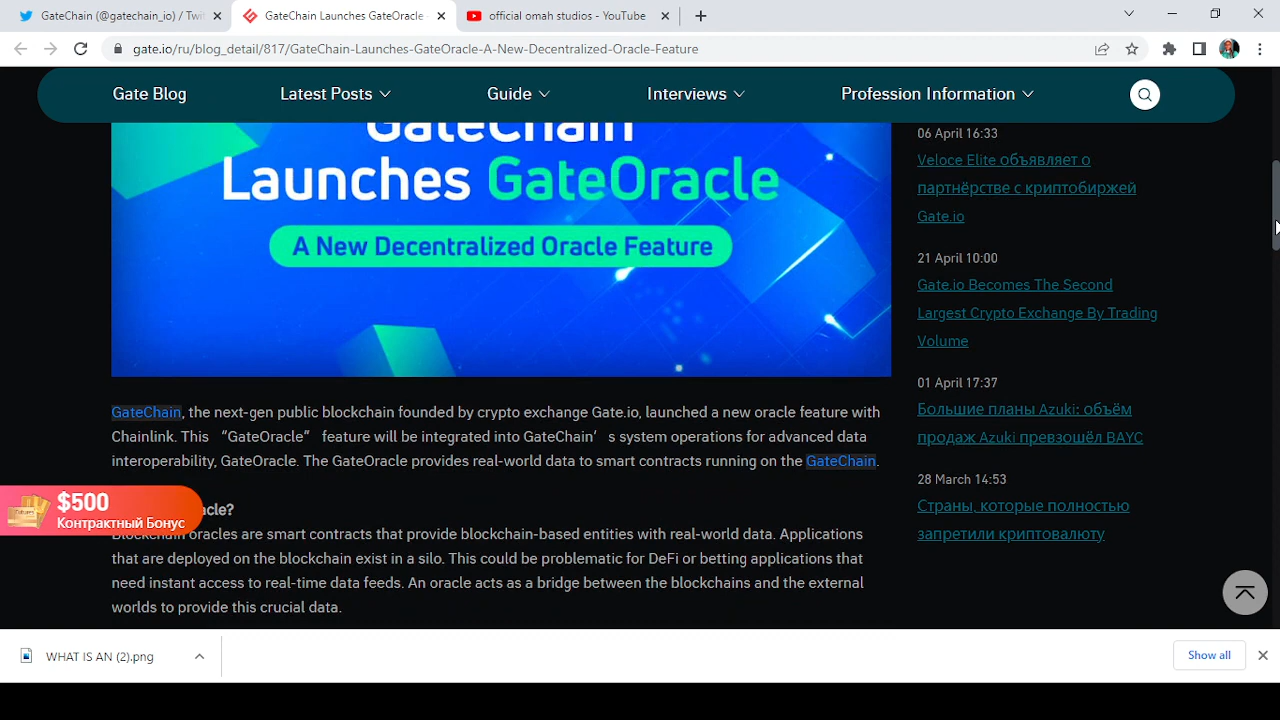 GateChain (@gatechain_io) / Twit
GateChain Launches GateOracle -
official omah studios - YouTube
gate.io/ru/blog_detail/817/GateChain-Launches-GateOracle-A-New-Decentralized-Oracle-Feature
Gate Blog
Latest Posts
Guide
Interviews
Profession Information
GateChain
Launches GateOracle
A New Decentralized Oracle Feature
GateChain, the next-gen public blockchain founded by crypto exchange Gate.io, launched a new oracle feature with
Chainlink. This “GateOracle” feature will be integrated into GateChain’s system operations for advanced data
interoperability, GateOracle. The GateOracle provides real-world data to smart contracts running on the GateChain.
acle?
Blockchain oracles are smart contracts that provide blockchain-based entities with real-world data. Applications
that are deployed on the blockchain exist in a silo. This could be problematic for DeFi or betting applications that
need instant access to real-time data feeds. An oracle acts as a bridge between the blockchains and the external
worlds to provide this crucial data.
$500
Контрактный Бонус
06 April 16:33
Veloce Elite объявляет о
партнёрстве с криптобиржей
Gate.io
21 April 10:00
Gate.io Becomes The Second
Largest Crypto Exchange By Trading
Volume
01 April 17:37
Большие планы Azuki: объём
продаж Azuki превзошёл BAYC
28 March 14:53
Страны, которые полностью
запретили криптовалюту
WHAT IS AN (2).png
Show all